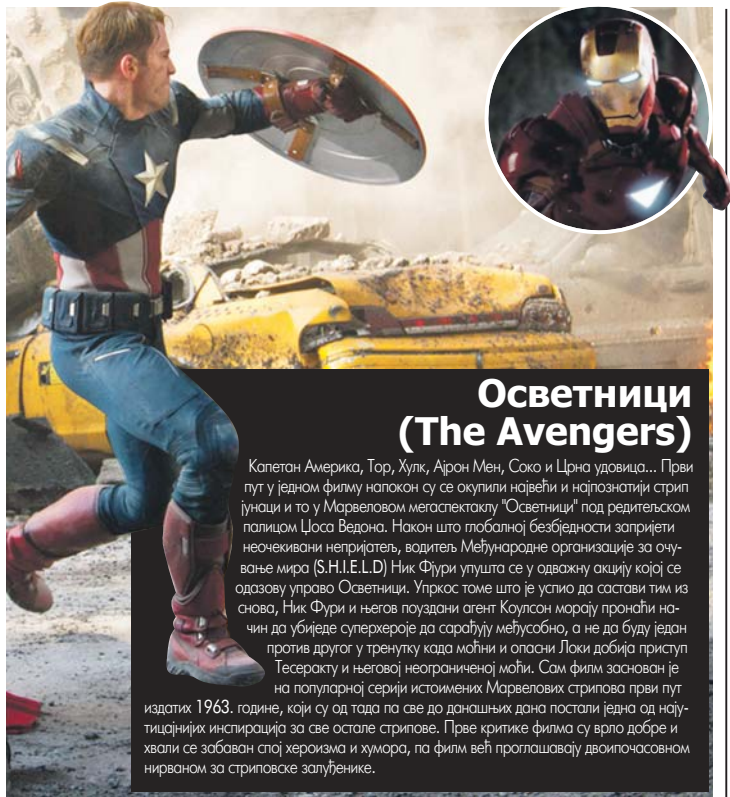 Осветници
(The Avengers)
Капетан Америка, Тор, Хулк, Ајрон Мен, Соко и Црна удовица... Први
пут у једном филму напокон су се окупили највећи и најпознатији стрип
јунаци и то у Марвеловом мегаспектаклу "Осветници" под редитељском
палицом Џоса Ведона. Након што глобалној безбједности запријети
неочекивани непријатељ, водитељ Међународне организације за очу-
вање мира (S.H.I.E.L.D) Ник Фјури упушта се у одважну акцију којој се
одазову управо Осветници. Упркос томе што је успио да састави тим из
снова, Ник Фури и његов поуздани агент Коулсон морају пронаћи на-
чин да убиједе суперхероје да сарађују међусобно, а не да буду један
против другог у тренутку када моћни и опасни Локи добија приступ
Тесеракту и његовој неограниченој моћи. Сам филм заснован је
на популарној серији истоимених Марвелових стрипова први пут
издатих 1963. године, који су од тада па све до данашњих дана постали једна од нају-
тицајнијих инспирација за све остале стрипове. Прве критике филма су врло добре и
хвали се забаван спој хероизма и хумора, па филм већ проглашавају двоипочасовном
нирваном за стриповске залуђенике.